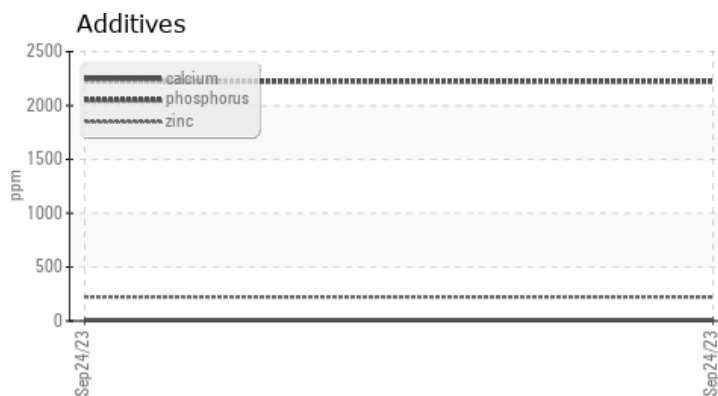 Additives
2500
2000
1500
1000
500
0
ppm
calcium
phosphorus
zinc
Sep24/23
Sep24/23